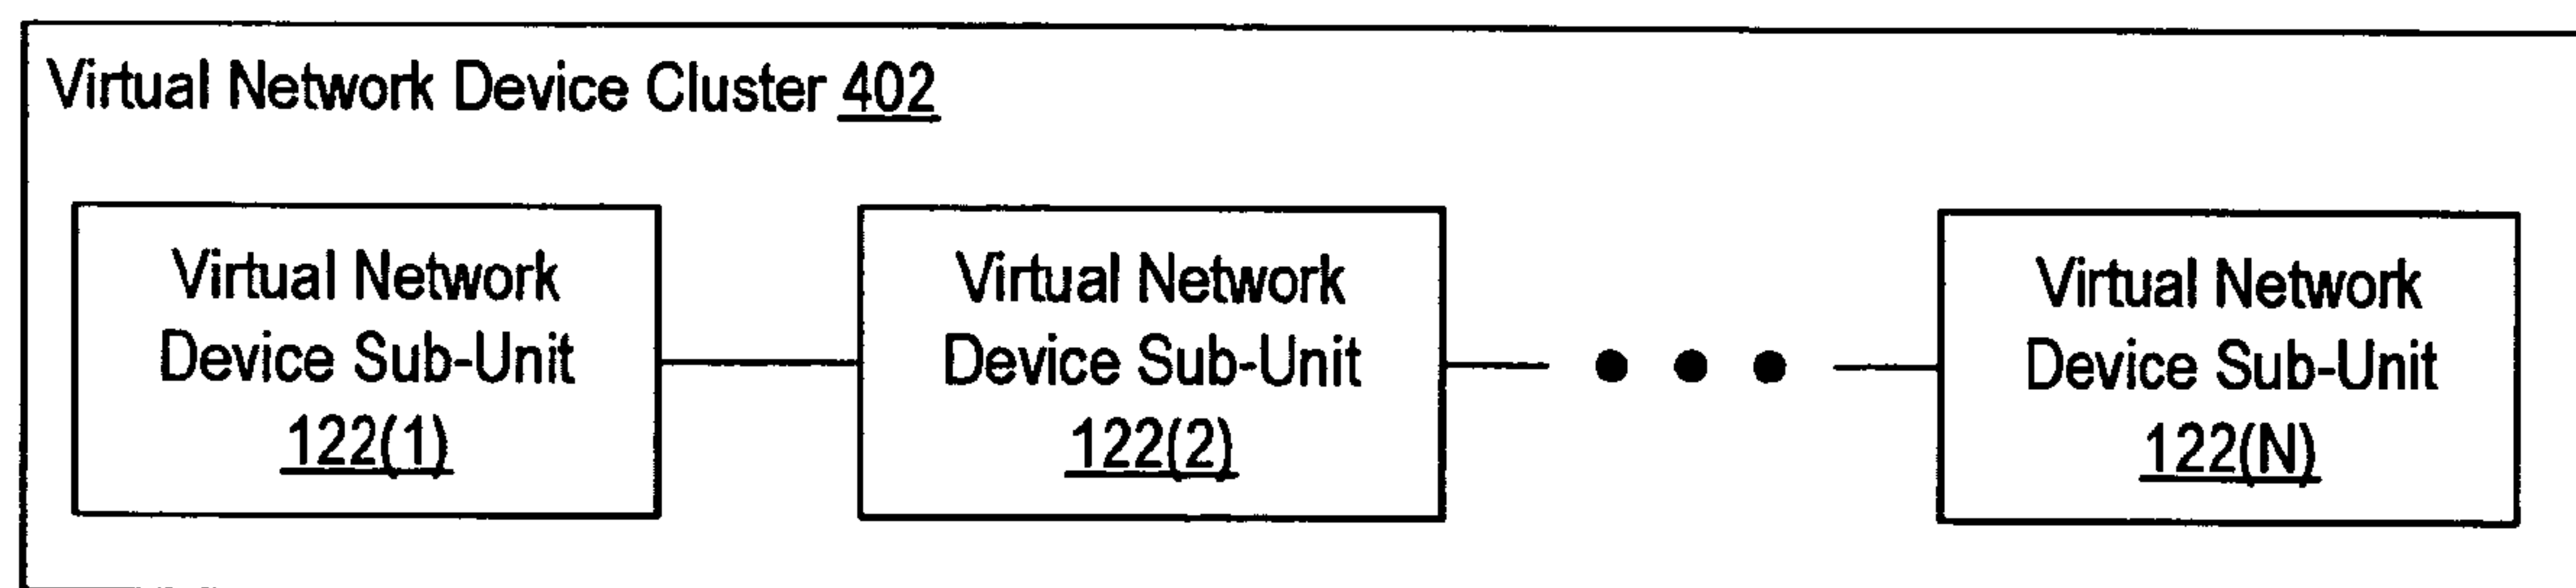 Virtual Network Device Cluster 402
Virtual Network
Device Sub-Unit
122(1)
Virtual Network
Device Sub-Unit
122(2)
Virtual Network
Device Sub-Unit
122(N)